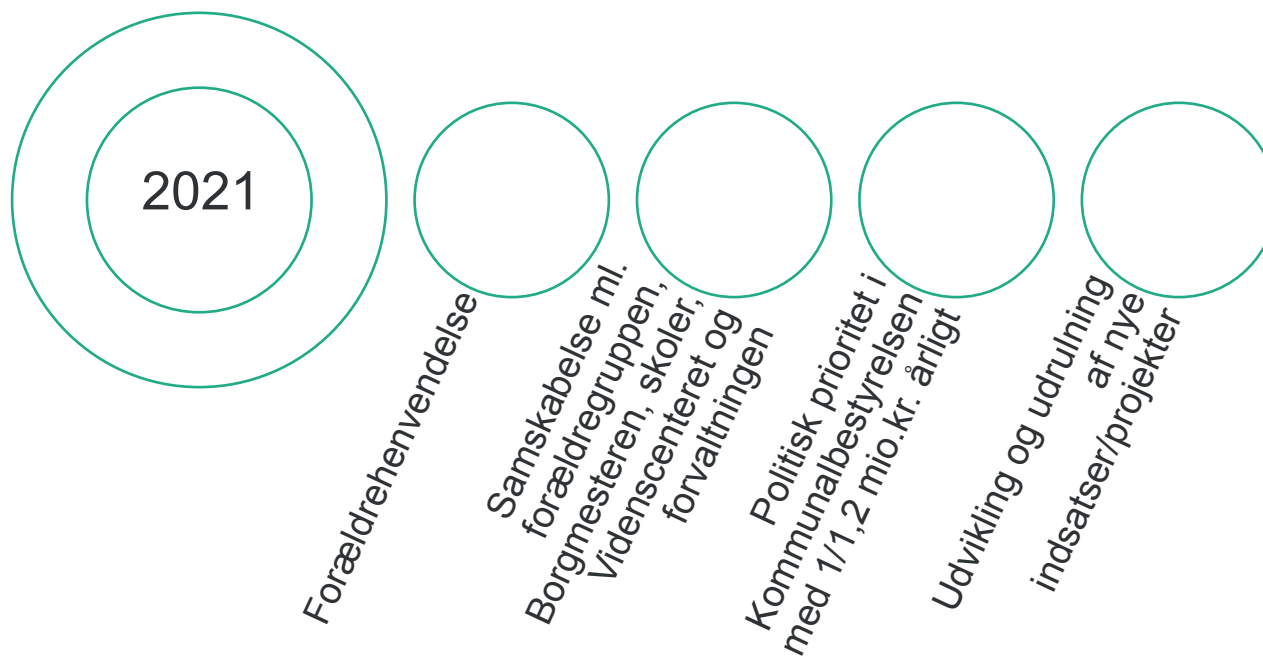 2021
Forældrehenvendelse
Samskabelse ml.
forældregruppen,
Borgmesteren, skoler,
Videnscenteret og
forvaltningen
Politisk prioritet i
Kommunalbestyrelsen
med 1/1,2 mio.kr. årligt
Udvikling og udrulning
af nye
indsatser/projekter